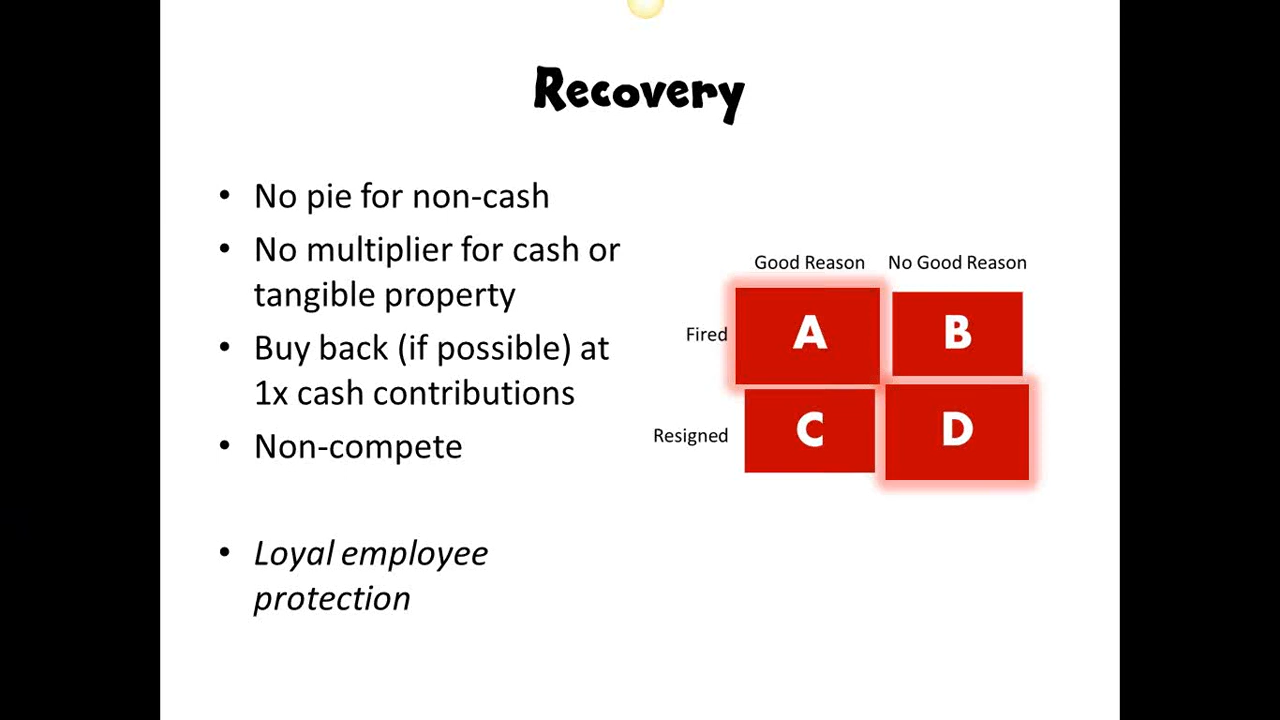 Recovery
• No pie for non-cash
• No multiplier for cash or
tangible property
• Buy back (if possible) at
1x cash contributions
• Non-compete
• Loyal employee
protection
Good Reason No Good Reason
Fired A B
Resigned C D